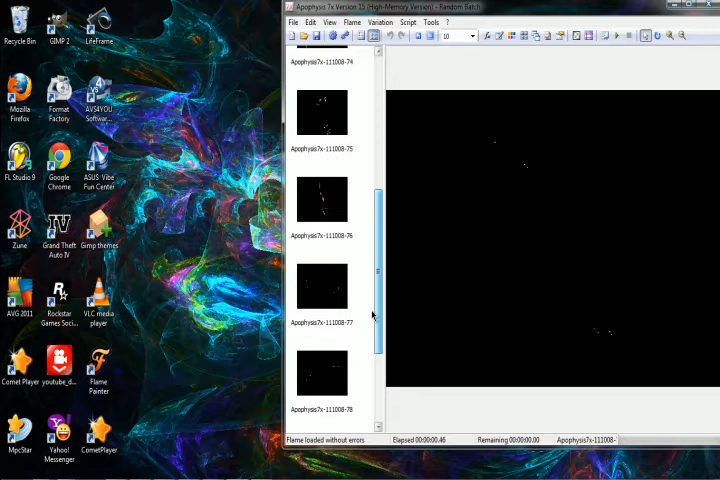 Apophysis 7x Version 15 (High-Memory Version) - Random Batch
File Edit View Flame Variation Script Tools ?
10
Apophysis7x-111008-74
Apophysis7x-111008-75
Apophysis7x-111008-76
Apophysis7x-111008-77
Apophysis7x-111008-78
Flame loaded without errors
Elapsed 00:00:00.46
Remaining 00:00:00.00
Apophysis7x-111008-
Recycle Bin
GIMP 2
LifeFrame
Mozilla
Firefox
Format
Factory
AVS4YOU
Softwar...
FL Studio 9
Google
Chrome
ASUS Vibe
Fun Center
Zune
IV
Grand Theft
Auto IV
Gimp themes
AVG 2011
R
Rockstar
Games Soci...
VLC media
player
Comet Player
youtube_d...
Flame
Painter
MpcStar
Yahoo!
Messenger
CometPlayer